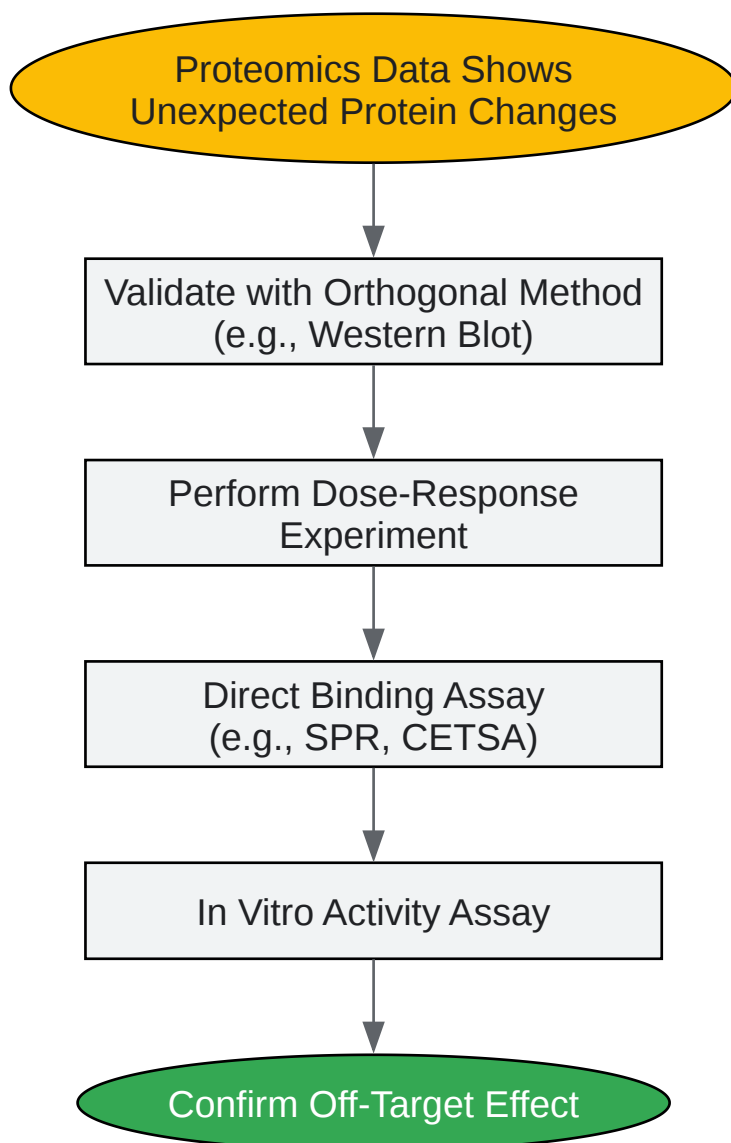 Proteomics Data Shows
Unexpected Protein Changes
Validate with Orthogonal Method
(e.g., Western Blot)
Perform Dose-Response
Experiment
Direct Binding Assay
(e.g., SPR, CETSA)
In Vitro Activity Assay
Confirm Off-Target Effect